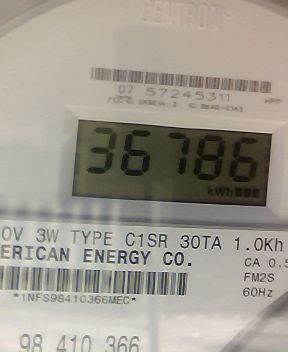 CENTRON
07 57245311
36786
kWh
0V 3W TYPE C1SR 30TA 1.0Kh
ERICAN ENERGY CO.
CA 0.5
FM2S
*1NFS98410366MEC*
60Hz
98 410 366